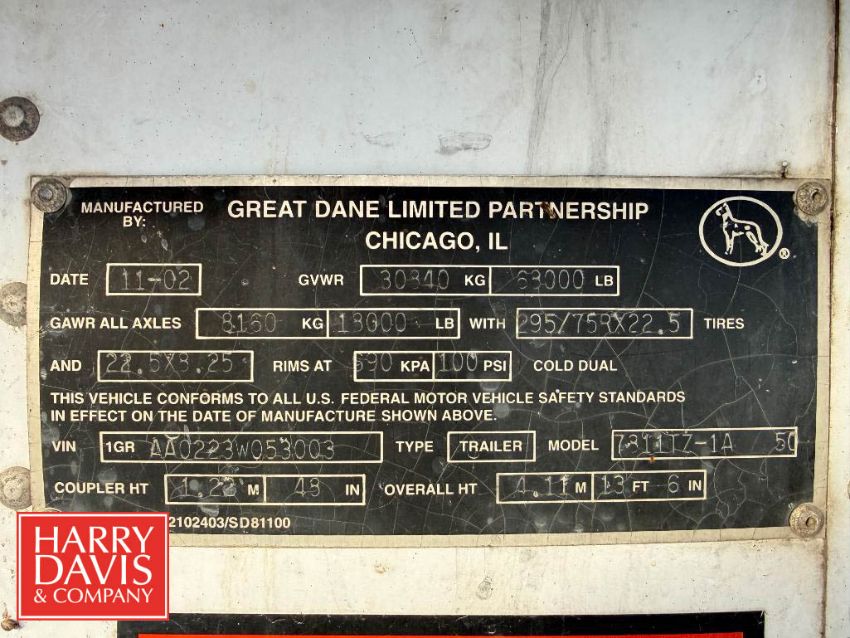 MANUFACTURED BY: GREAT DANE LIMITED PARTNERSHIP
CHICAGO, IL
®
DATE 11-02 GVWR 30840 KG 68000 LB
GAWR ALL AXLES 8160 KG 18000 LB WITH 295/75RX22.5 TIRES
AND 22.5X8.25 RIMS AT 690 KPA 100 PSI COLD DUAL
THIS VEHICLE CONFORMS TO ALL U.S. FEDERAL MOTOR VEHICLE SAFETY STANDARDS
IN EFFECT ON THE DATE OF MANUFACTURE SHOWN ABOVE.
VIN 1GR AA0223W053003 TYPE TRAILER MODEL 7811TZ-1A 50
COUPLER HT 1.22 M 48 IN OVERALL HT 4.11 M 13 FT 6 IN
2102403/SD81100
HARRY
DAVIS
& COMPANY